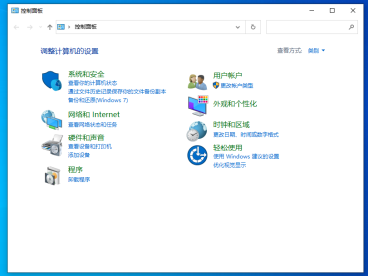 控制面板
控制面板
调整计算机的设置
查看方式: 类别
系统和安全
查看你的计算机状态
通过文件历史记录保存你的文件备份副本
备份和还原(Windows 7)
网络和 Internet
查看网络状态和任务
硬件和声音
查看设备和打印机
添加设备
程序
卸载程序
用户帐户
更改帐户类型
外观和个性化
时钟和区域
更改日期、时间或数字格式
轻松使用
使用 Windows 建议的设置
优化视觉显示